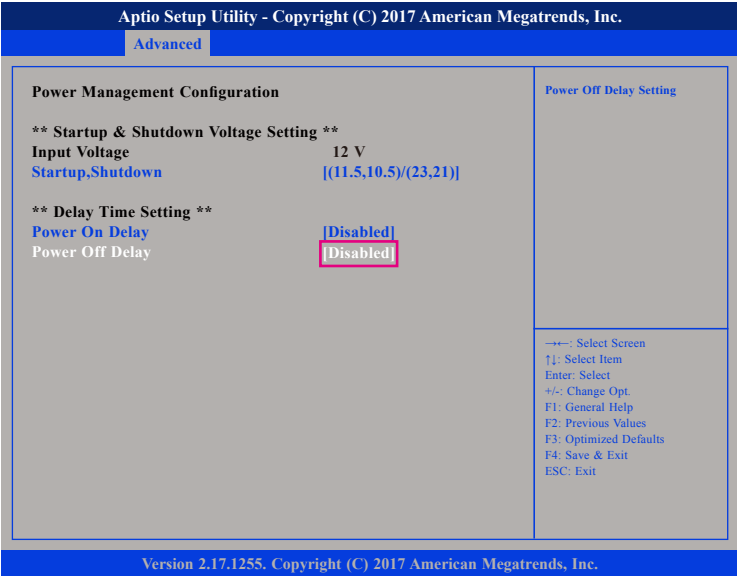 Aptio Setup Utility - Copyright (C) 2017 American Megatrends, Inc.
Advanced
Power Management Configuration
** Startup & Shutdown Voltage Setting **
Input Voltage 12 V
Startup,Shutdown [(11.5,10.5)/(23,21)]
** Delay Time Setting **
Power On Delay [Disabled]
Power Off Delay [Disabled]
Power Off Delay Setting
→←: Select Screen
↑↓: Select Item
Enter: Select
+/-: Change Opt.
F1: General Help
F2: Previous Values
F3: Optimized Defaults
F4: Save & Exit
ESC: Exit
Version 2.17.1255. Copyright (C) 2017 American Megatrends, Inc.